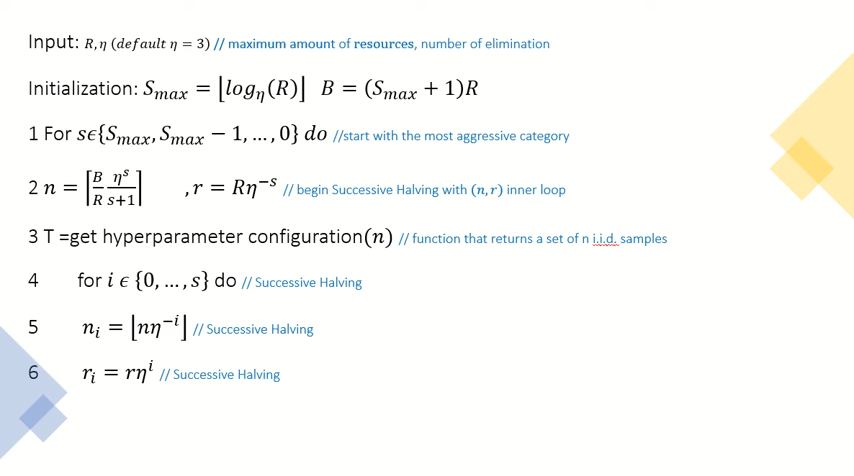 Input: R, η (default η = 3) // maximum amount of resources, number of elimination
Initialization: S_max = ⌊log_η(R)⌋ B = (S_max + 1)R
1 For sϵ{S_max, S_max − 1, … , 0} do //start with the most aggressive category
2 n = ⌈B/R η^s/(s+1)⌉ , r = Rη^−s // begin Successive Halving with (n, r) inner loop
3 T =get hyperparameter configuration(n) // function that returns a set of n i.i.d. samples
4 for i ϵ {0, … , s} do // Successive Halving
5 n_i = ⌊nη^−i⌋ // Successive Halving
6 r_i = rη^i // Successive Halving